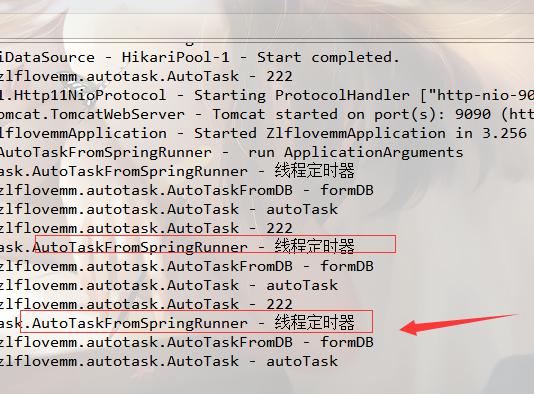 iDataSource - HikariPool-1 - Start completed.
zlflovemm.autotask.AutoTask - 222
l.Http11NioProtocol - Starting ProtocolHandler ["http-nio-90
omcat.TomcatWebServer - Tomcat started on port(s): 9090 (htt
lflovemmApplication - Started ZlflovemmApplication in 3.256
AutoTaskFromSpringRunner -  run ApplicationArguments
ask.AutoTaskFromSpringRunner - 线程定时器
zlflovemm.autotask.AutoTaskFromDB - formDB
zlflovemm.autotask.AutoTask - autoTask
zlflovemm.autotask.AutoTask - 222
ask.AutoTaskFromSpringRunner - 线程定时器
zlflovemm.autotask.AutoTaskFromDB - formDB
zlflovemm.autotask.AutoTask - autoTask
zlflovemm.autotask.AutoTask - 222
ask.AutoTaskFromSpringRunner - 线程定时器
zlflovemm.autotask.AutoTaskFromDB - formDB
zlflovemm.autotask.AutoTask - autoTask